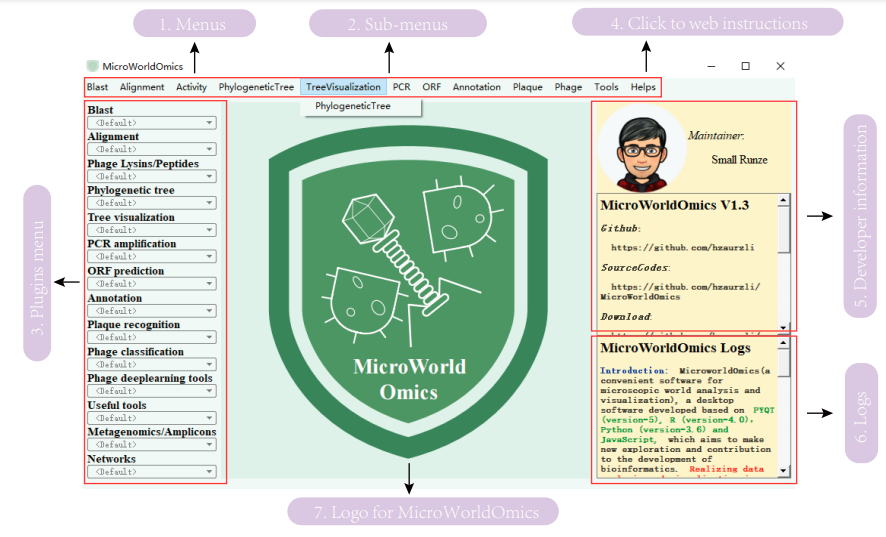 1. Menus
2. Sub-menus
4. Click to web instructions
MicroWorldOmics
Blast Alignment Activity PhylogeneticTree TreeVisualization PCR ORF Annotation Plaque Phage Tools Helps
PhylogeneticTree
3. Plugins menu
Blast
<Default>
Alignment
<Default>
Phage Lysins/Peptides
<Default>
Phylogenetic tree
<Default>
Tree visualization
<Default>
PCR amplification
<Default>
ORF prediction
<Default>
Annotation
<Default>
Plaque recognition
<Default>
Phage classification
<Default>
Phage deeplearning tools
<Default>
Useful tools
<Default>
Metagenomics/Amplicons
<Default>
Networks
<Default>
MicroWorld
Omics
Maintainer:
Small Runze
MicroWorldOmics V1.3
Github:
https://github.com/hzaurzli
SourceCodes:
https://github.com/hzaurzli/
MicroWorldOmics
Download:
MicroWorldOmics Logs
Introduction: MicroworldOmics(a
convenient software for
microscopic world analysis and
visualization), a desktop
software developed based on PYQT
(version-5), R (version-4.0),
Python (version-3.6) and
JavaScript, which aims to make
new exploration and contribution
to the development of
bioinformatics. Realizing data
5. Developer information
6. Logs
7. Logo for MicroWorldOmics